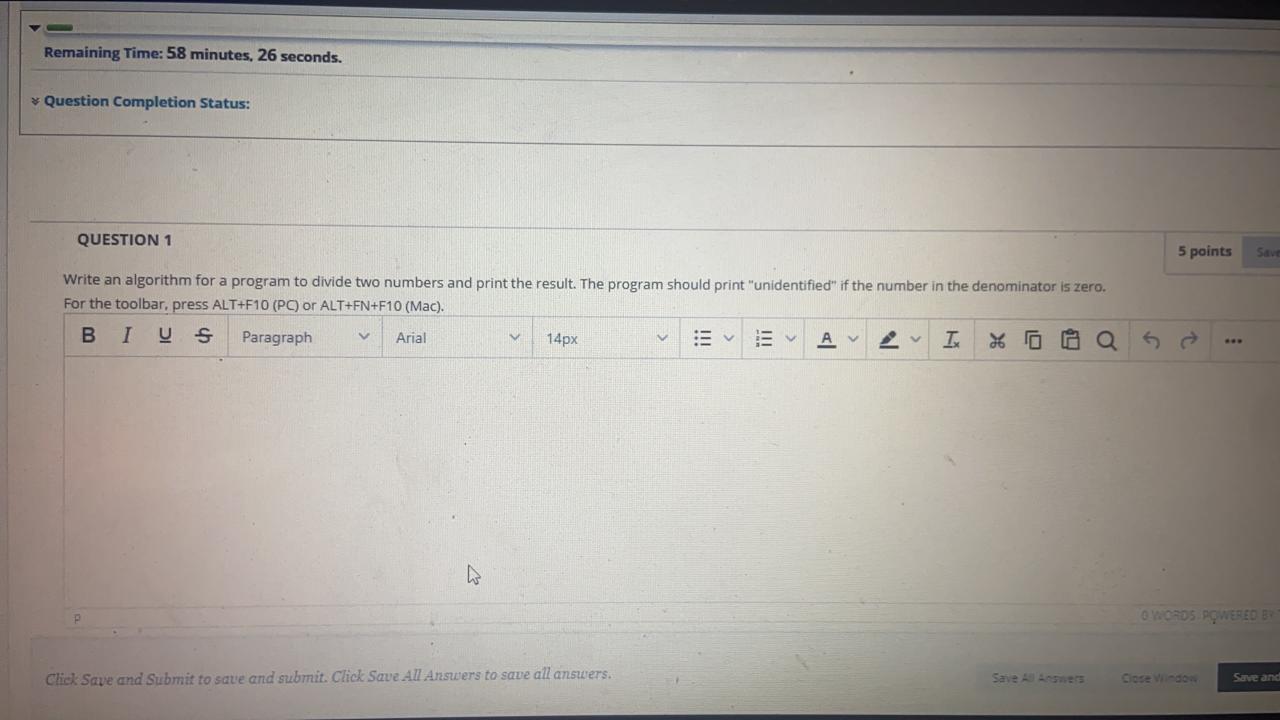 Remaining Time: 58 minutes, 26 seconds.
Question Completion Status:
QUESTION 1
5 points
Save
Write an algorithm for a program to divide two numbers and print the result. The program should print "unidentified" if the number in the denominator is zero.
For the toolbar, press ALT+F10 (PC) or ALT+FN+F10 (Mac).
B I U S Paragraph Arial 14px A
P
0 WORDS POWERED BY
Click Save and Submit to save and submit. Click Save All Answers to save all answers.
Save All Answers Close Window Save and